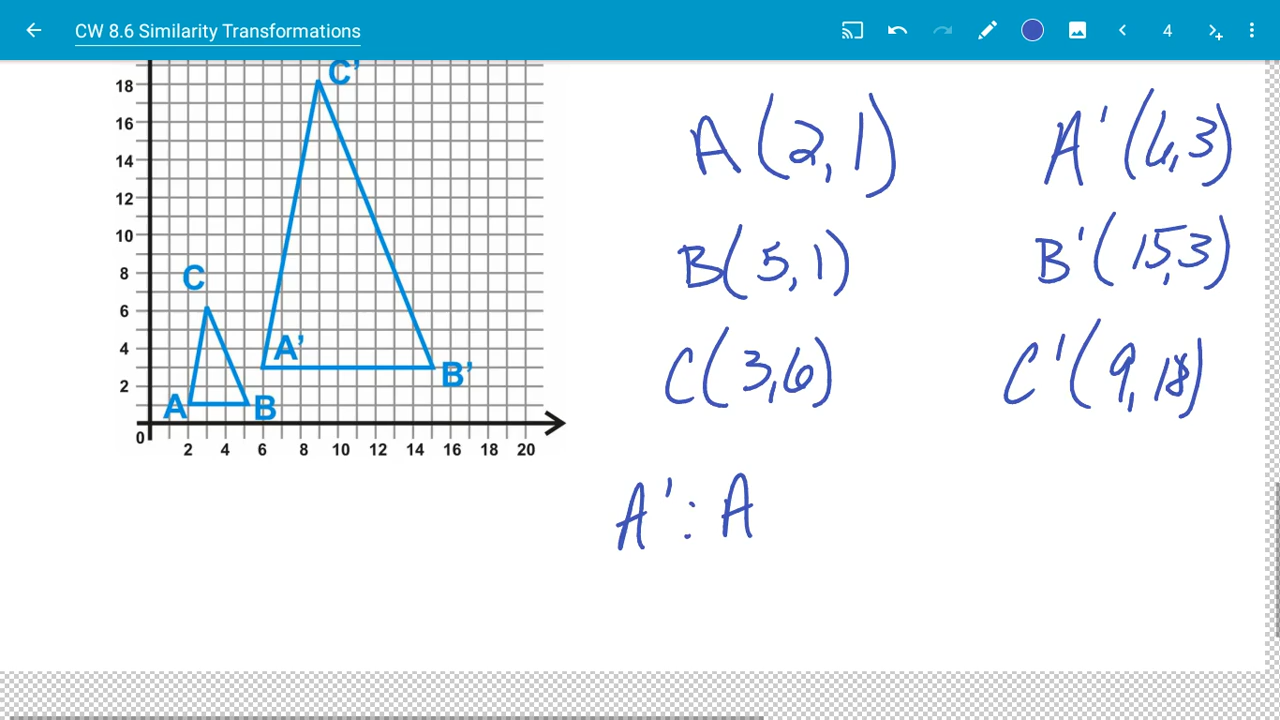 CW 8.6 Similarity Transformations
4
C'
18
16
14
12
10
8
6
4
2
0
C
A'
B'
A
B
2 4 6 8 10 12 14 16 18 20
A(2,1) A'(6,3)
B(5,1) B'(15,3)
C(3,6) C'(9,18)
A' : A